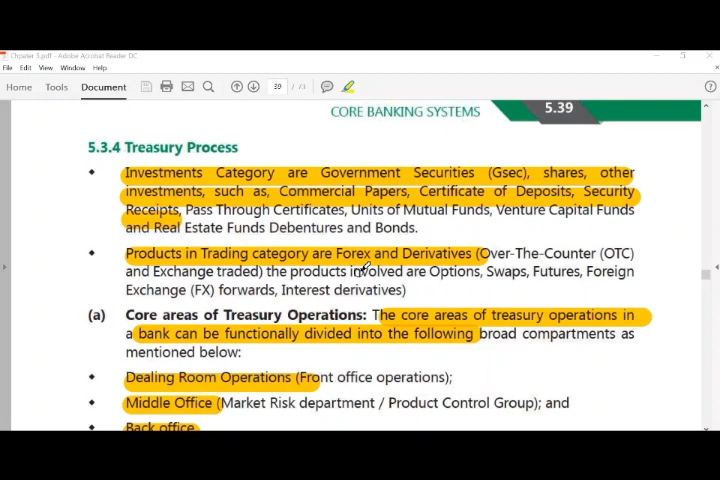 Chpater 5.pdf - Adobe Acrobat Reader DC
File Edit View Window Help
Home Tools Document 39 / 73
CORE BANKING SYSTEMS 5.39
5.3.4 Treasury Process
Investments Category are Government Securities (Gsec), shares, other
investments, such as, Commercial Papers, Certificate of Deposits, Security
Receipts, Pass Through Certificates, Units of Mutual Funds, Venture Capital Funds
and Real Estate Funds Debentures and Bonds.
Products in Trading category are Forex and Derivatives (Over-The-Counter (OTC)
and Exchange traded) the products involved are Options, Swaps, Futures, Foreign
Exchange (FX) forwards, Interest derivatives)
(a) Core areas of Treasury Operations: The core areas of treasury operations in
a bank can be functionally divided into the following broad compartments as
mentioned below:
Dealing Room Operations (Front office operations);
Middle Office (Market Risk department / Product Control Group); and
Back office